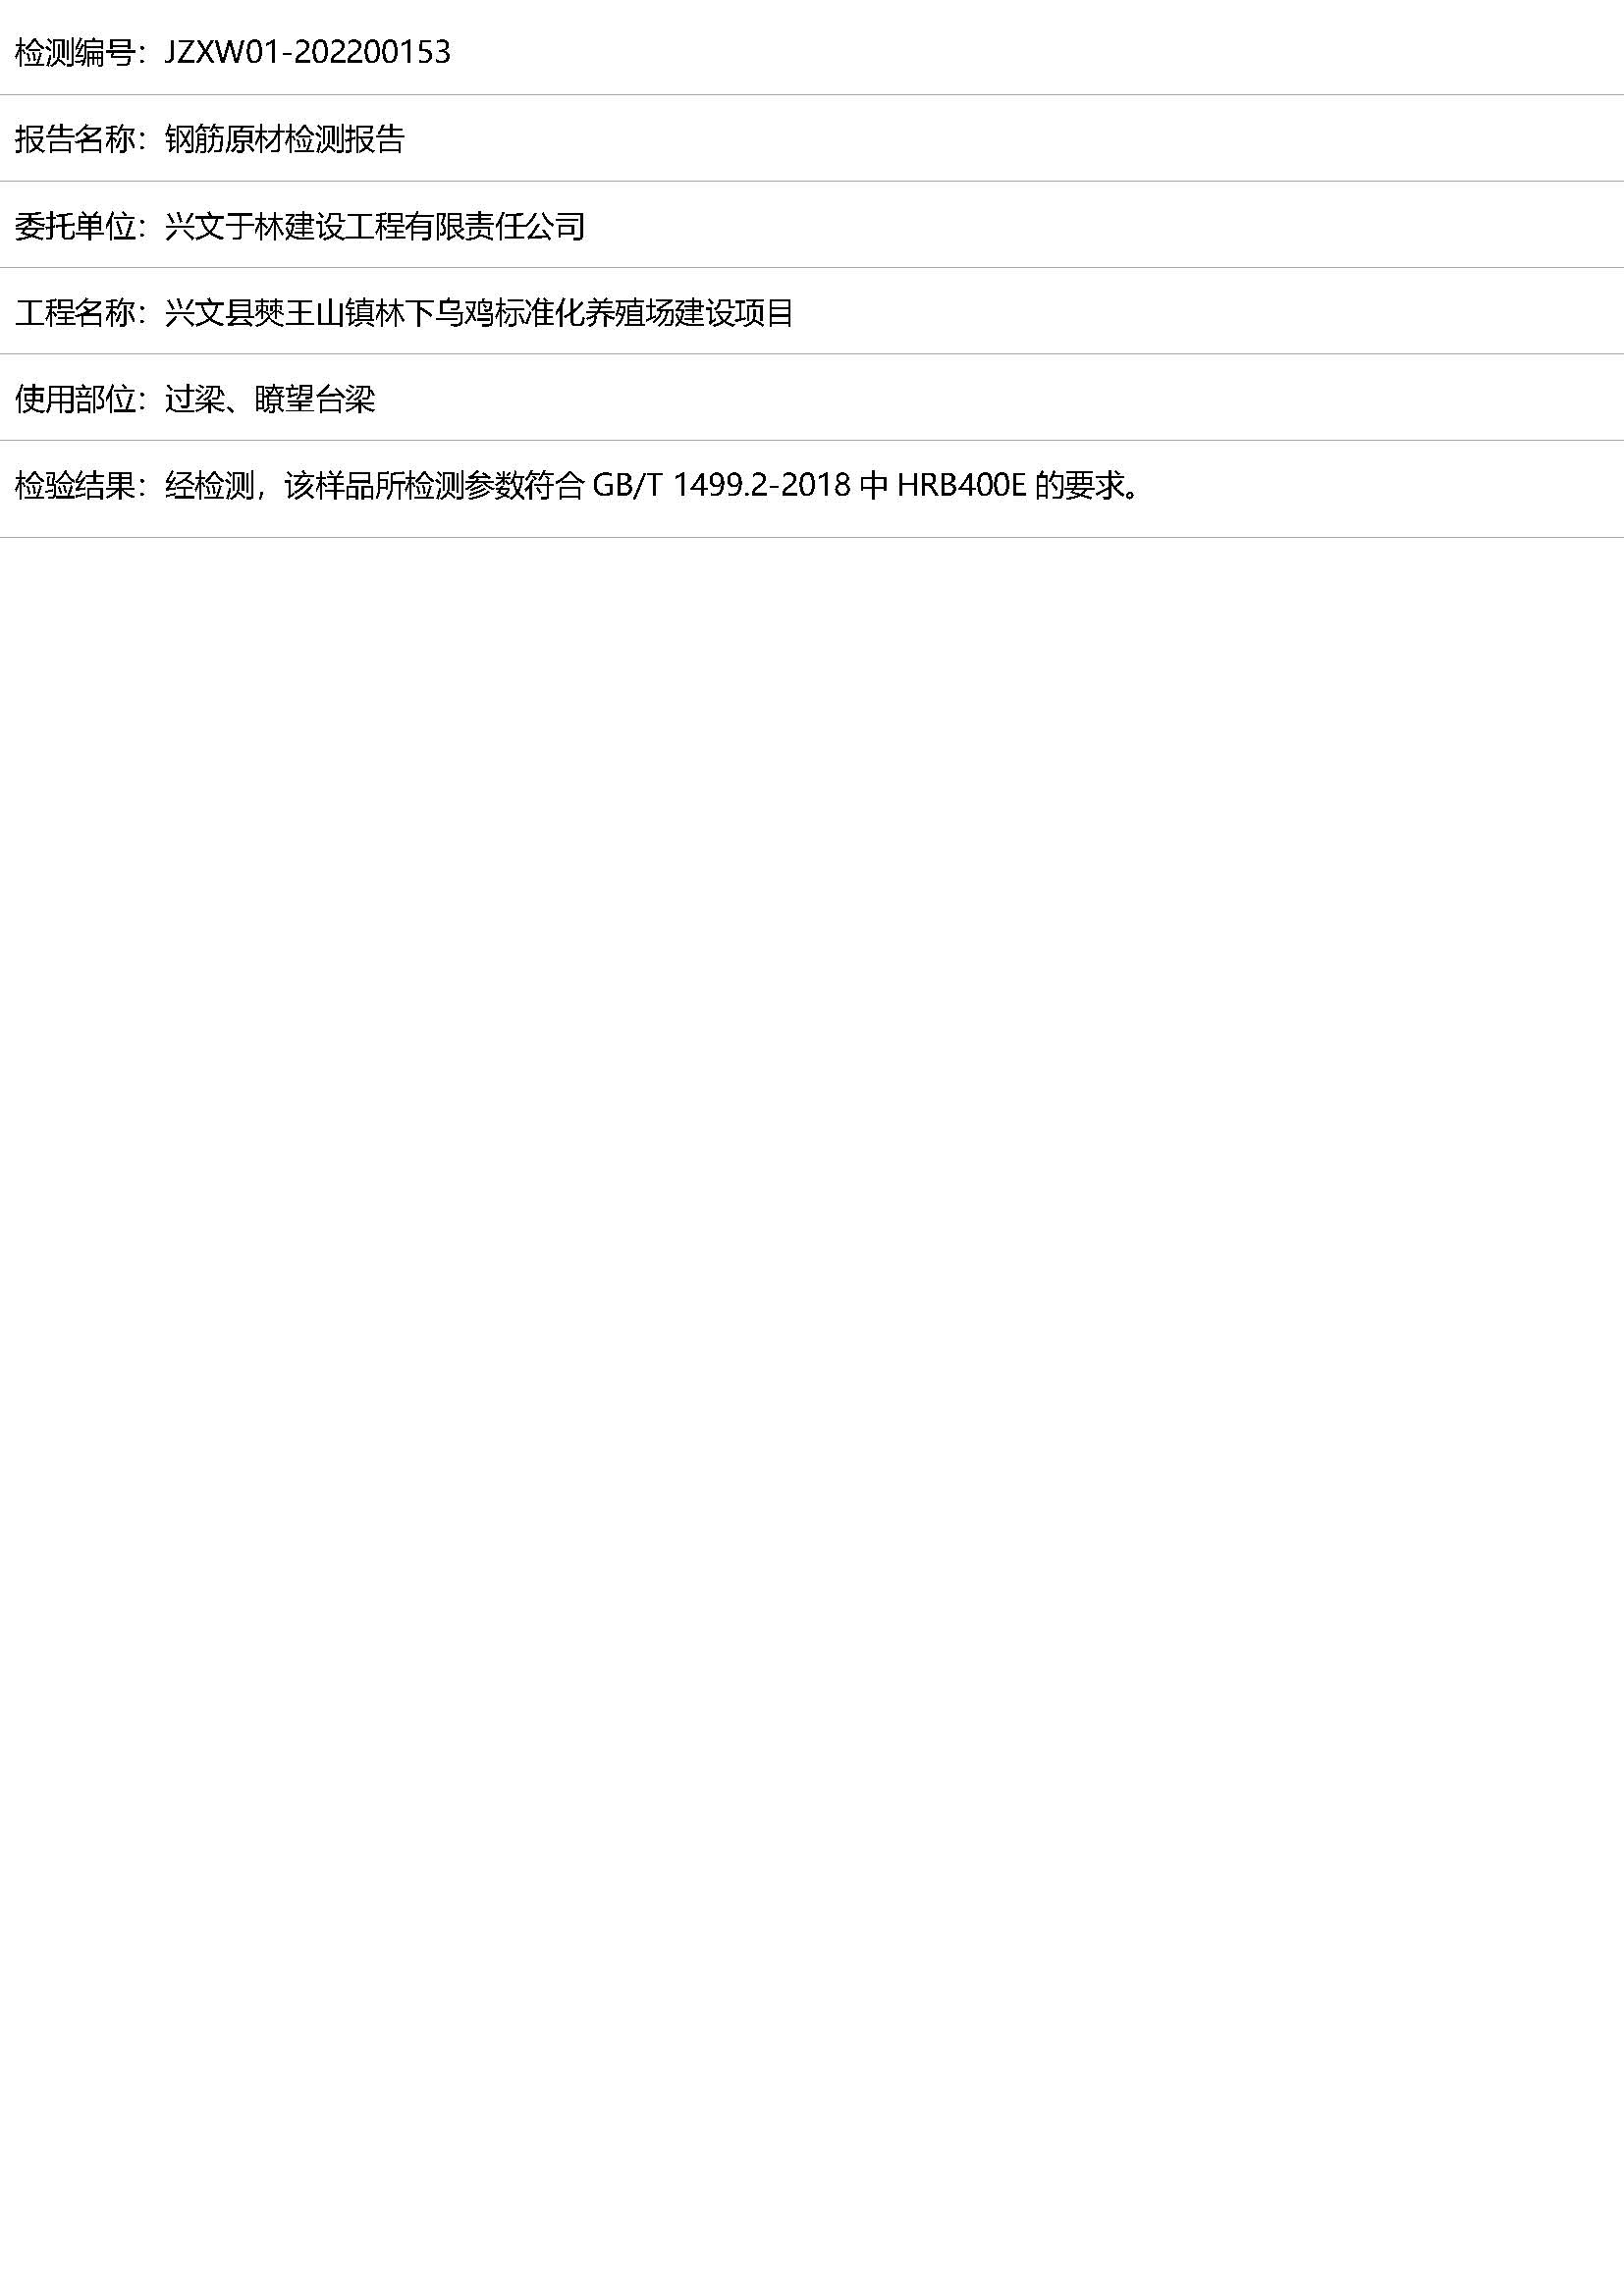 检测编号：JZXW01-202200153
报告名称：钢筋原材检测报告
委托单位：兴文于林建设工程有限责任公司
工程名称：兴文县僰王山镇林下乌鸡标准化养殖场建设项目
使用部位：过梁、瞭望台梁
检验结果：经检测，该样品所检测参数符合 GB/T 1499.2-2018 中 HRB400E 的要求。